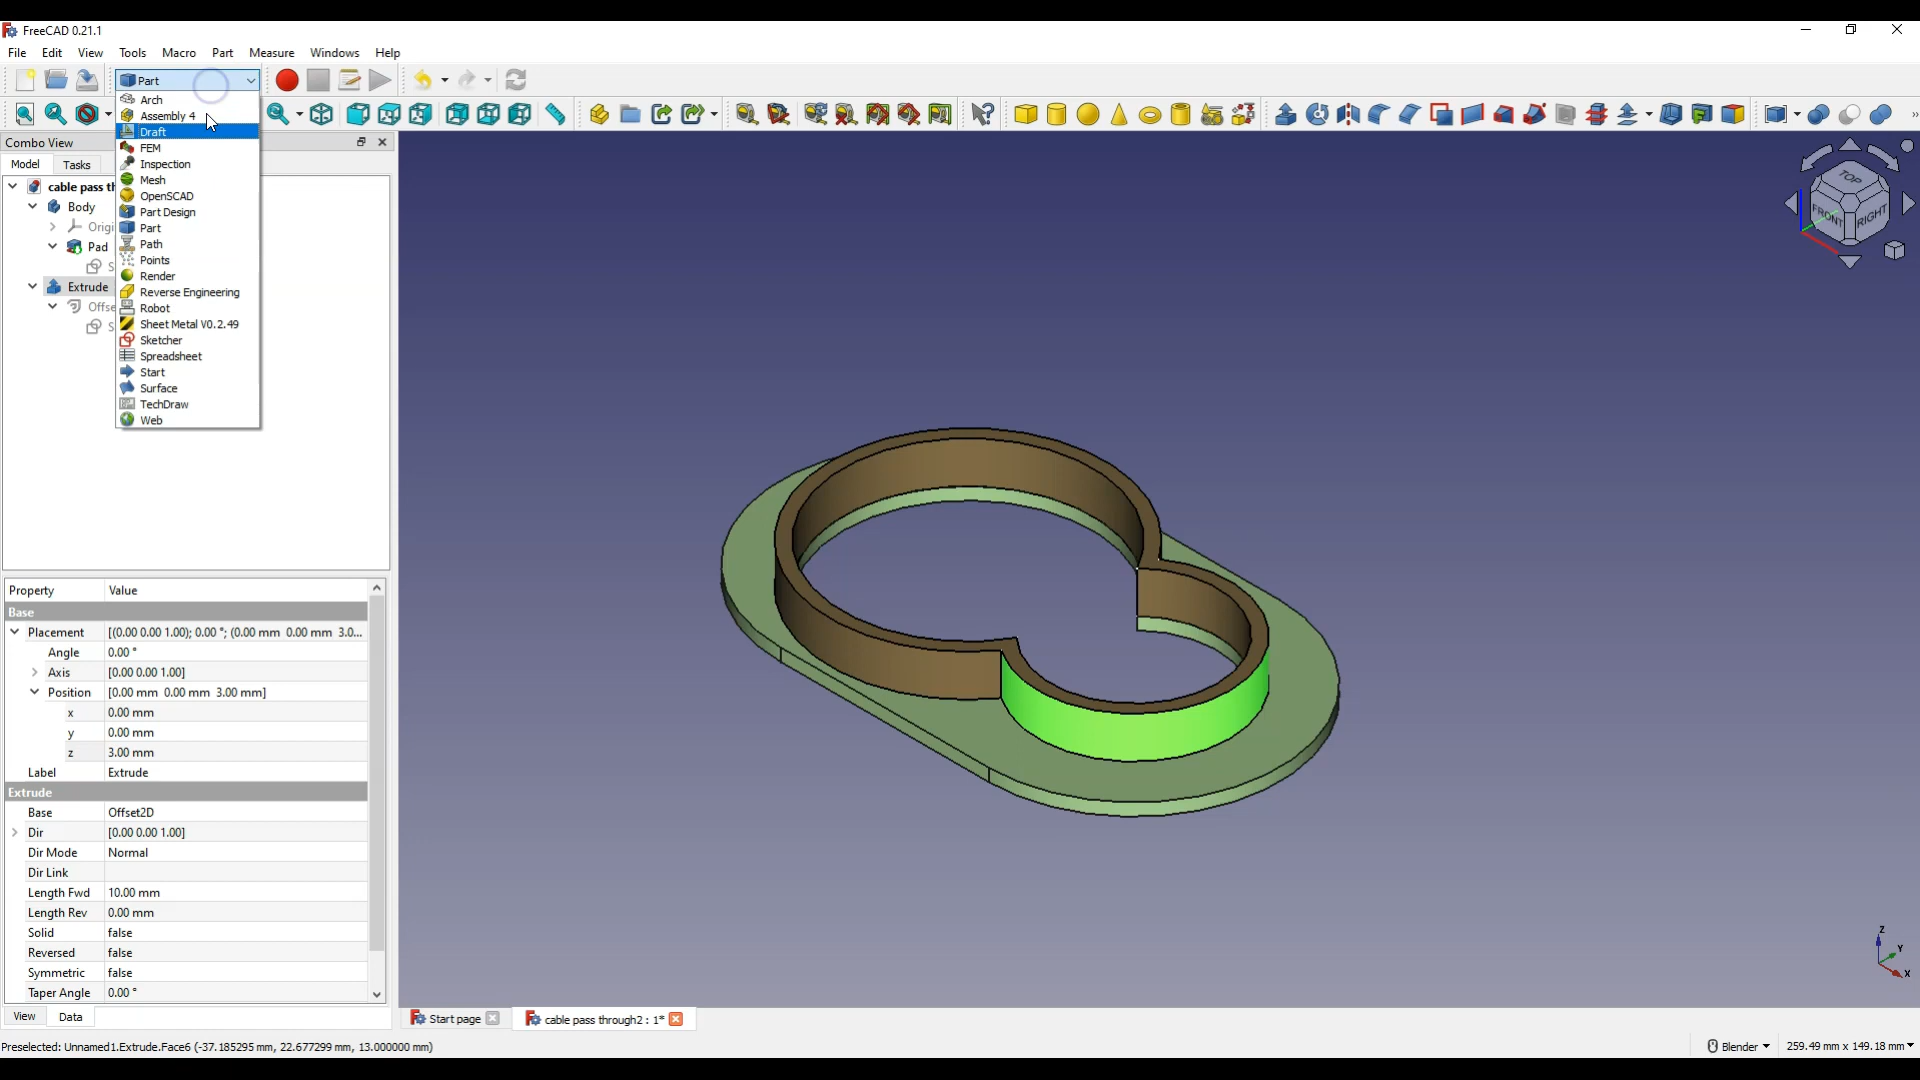 FreeCAD 0.21.1
File Edit View Tools Macro Part Measure Windows Help
Part
Arch
Assembly 4
Draft
FEM
Inspection
Mesh
OpenSCAD
Part Design
Part
Path
Points
Render
Reverse Engineering
Robot
Sheet Metal V0.2.49
Sketcher
Spreadsheet
Start
Surface
TechDraw
Web
Combo View
Model Tasks
cable pass th
Body
Origi
Pad
S
Extrude
Offse
S
Property Value
Base
Placement [(0.00 0.00 1.00); 0.00 °; (0.00 mm 0.00 mm 3.0...
Angle 0.00 °
Axis [0.00 0.00 1.00]
Position [0.00 mm 0.00 mm 3.00 mm]
x 0.00 mm
y 0.00 mm
z 3.00 mm
Label Extrude
Extrude
Base Offset2D
Dir [0.00 0.00 1.00]
Dir Mode Normal
Dir Link
Length Fwd 10.00 mm
Length Rev 0.00 mm
Solid false
Reversed false
Symmetric false
Taper Angle 0.00 °
View Data
TOP
FRONT RIGHT
Z
Y
X
Start page cable pass through2 : 1*
Preselected: Unnamed1.Extrude.Face6 (-37.185295 mm, 22.677299 mm, 13.000000 mm)
Blender 259.49 mm x 149.18 mm